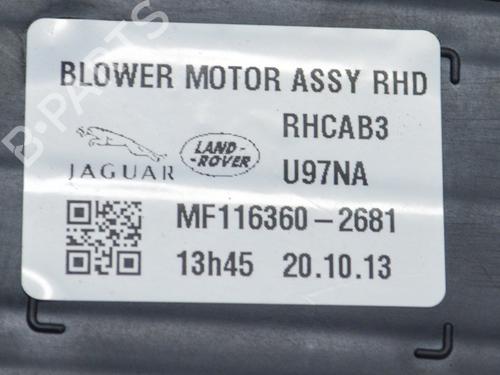 BLOWER MOTOR ASSY RHD
RHCAB3
JAGUAR
LAND-
-ROVER
U97NA
MF116360-2681
13h45 20.10.13
B-PARTS